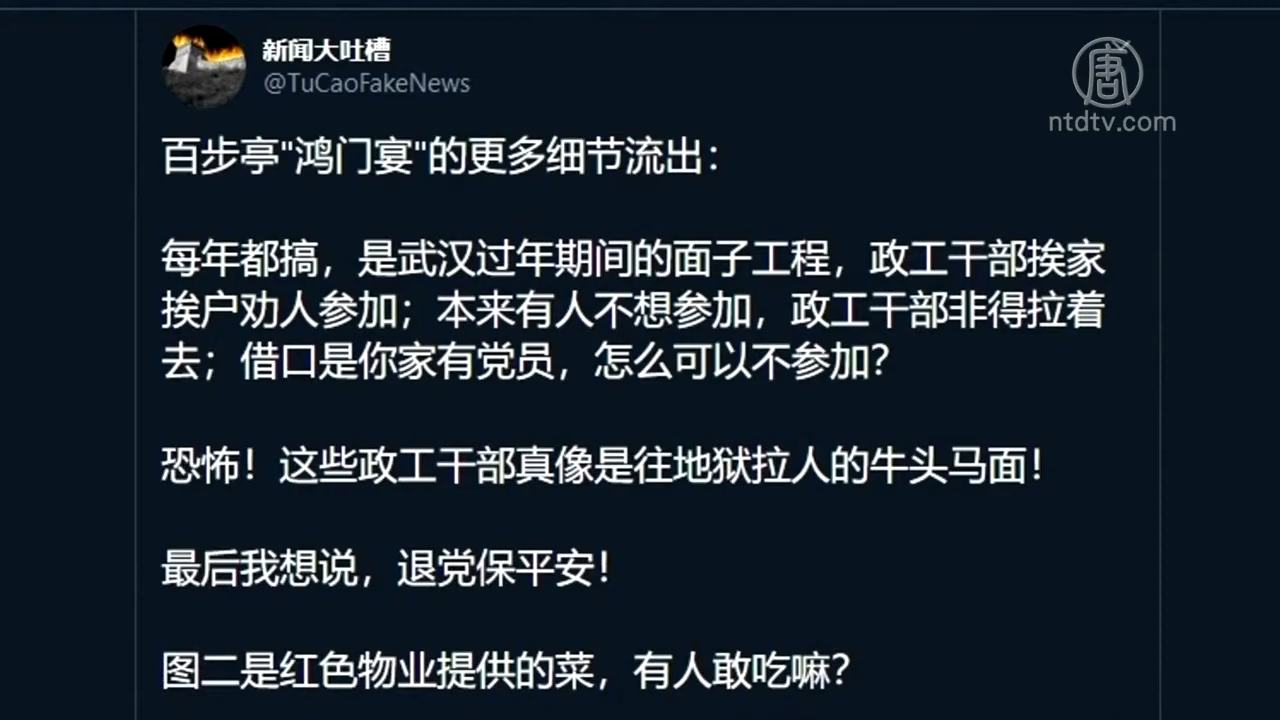 新闻大吐槽
@TuCaoFakeNews
唐
ntdtv.com
百步亭"鸿门宴"的更多细节流出：
每年都搞，是武汉过年期间的面子工程，政工干部挨家
挨户劝人参加；本来有人不想参加，政工干部非得拉着
去；借口是你家有党员，怎么可以不参加？
恐怖！这些政工干部真像是往地狱拉人的牛头马面！
最后我想说，退党保平安！
图二是红色物业提供的菜，有人敢吃嘛？